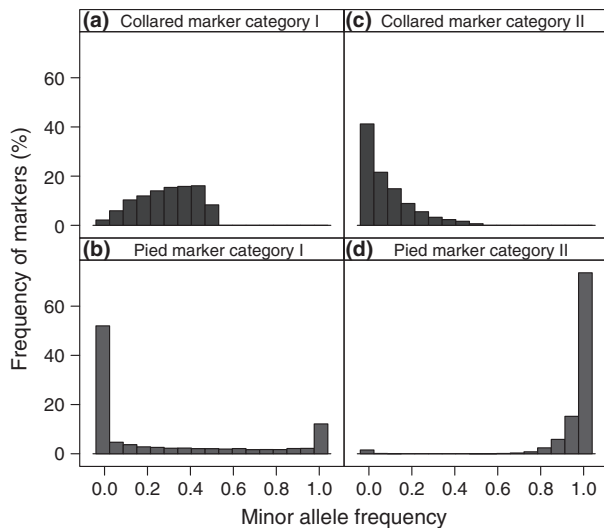 (a) Collared marker category I
(c) Collared marker category II
60
40
20
0
(b) Pied marker category I
(d) Pied marker category II
60
40
20
0
0.0 0.2 0.4 0.6 0.8 1.0
0.0 0.2 0.4 0.6 0.8 1.0
Frequency of markers (%)
Minor allele frequency